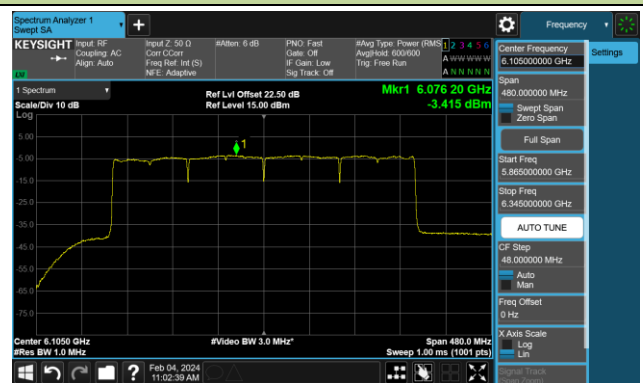 Spectrum Analyzer 1
Swept SA
+
Frequency
KEYSIGHT
Input: RF
Coupling: AC
Align: Auto
Input Z: 50 Ω
Corr CCorr
Freq Ref: Int (S)
NFE: Adaptive
#Atten: 6 dB
PNO: Fast
Gate: Off
IF Gain: Low
Sig Track: Off
#Avg Type: Power (RMS)
Avg|Hold: 600/600
Trig: Free Run
1 2 3 4 5 6
A W W W W W
A N N N N N
LXI
1 Spectrum
Scale/Div 10 dB
Log
Ref Lvl Offset 22.50 dB
Ref Level 15.00 dBm
Mkr1 6.076 20 GHz
-3.415 dBm
1
5.00
-5.00
-15.0
-25.0
-35.0
-45.0
-55.0
-65.0
-75.0
Center 6.1050 GHz
#Res BW 1.0 MHz
#Video BW 3.0 MHz*
Span 480.0 MHz
Sweep 1.00 ms (1001 pts)
Center Frequency
6.105000000 GHz
Settings
Span
480.000000 MHz
Swept Span
Zero Span
Full Span
Start Freq
5.865000000 GHz
Stop Freq
6.345000000 GHz
AUTO TUNE
CF Step
48.000000 MHz
Auto
Man
Freq Offset
0 Hz
X Axis Scale
Log
Lin
Signal Track
(Span Zoom)
?
Feb 04, 2024
11:02:39 AM